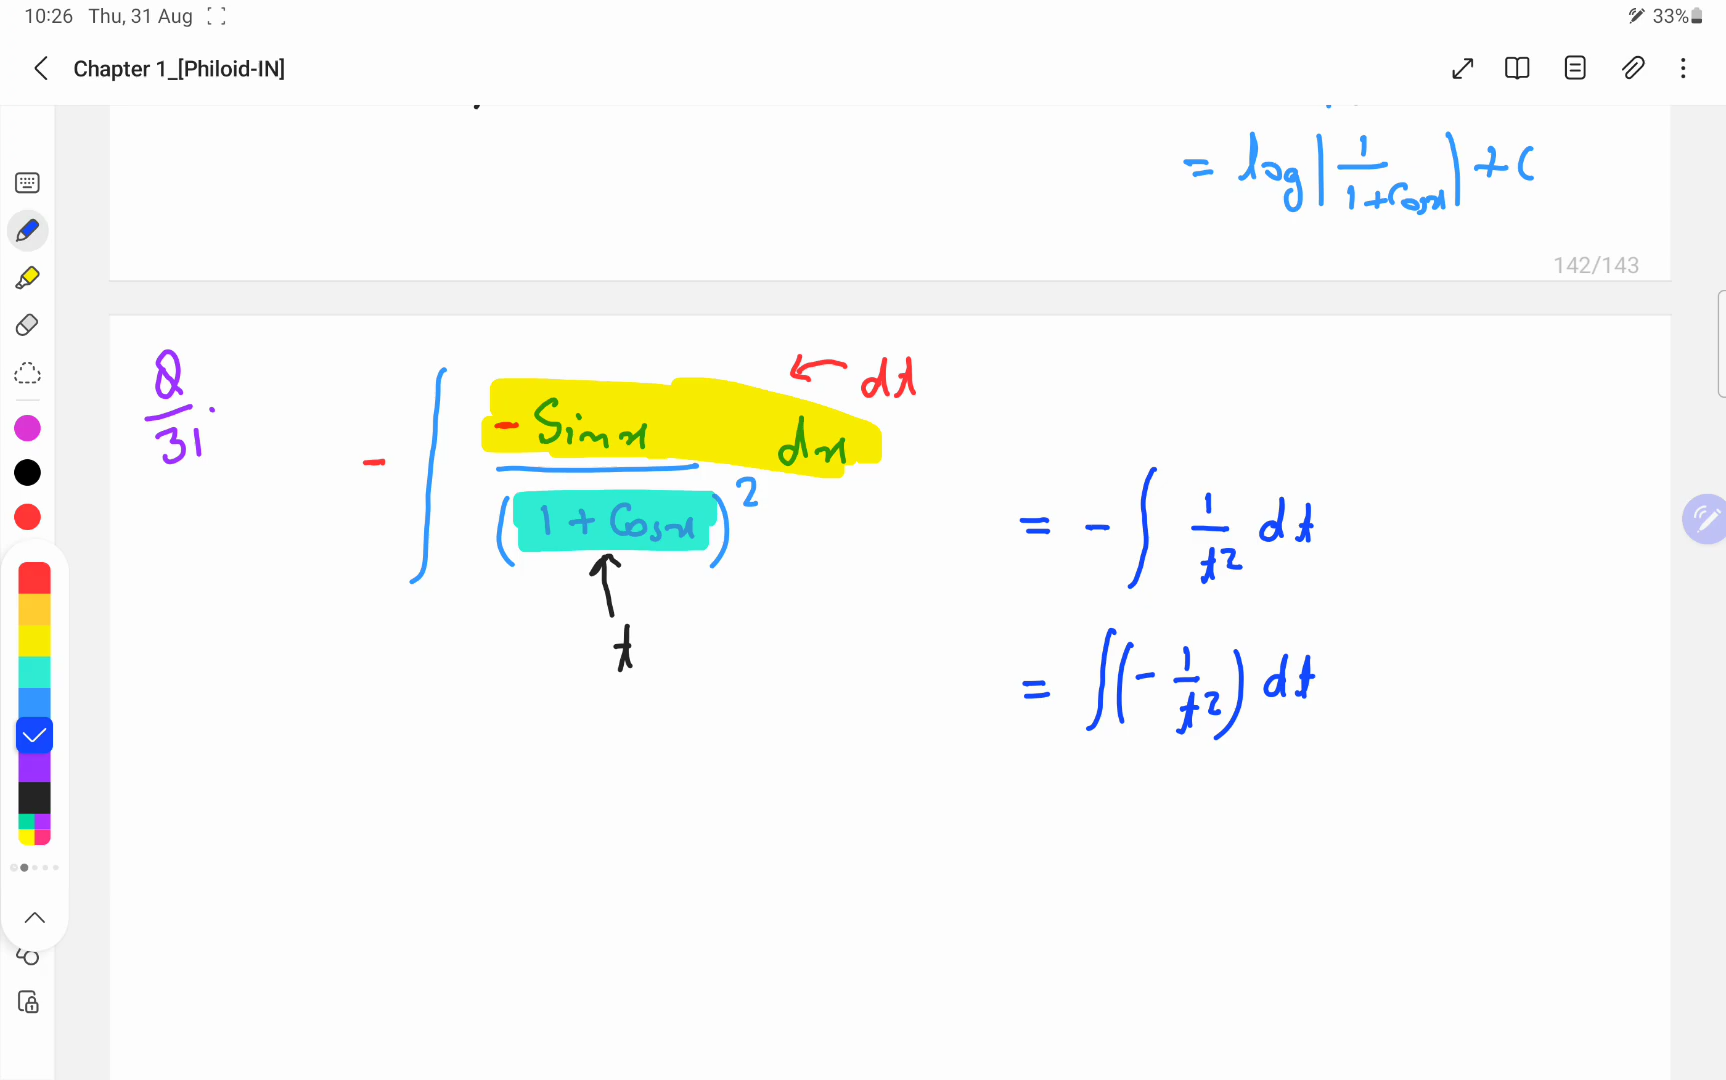 10:26 Thu, 31 Aug 33%
Chapter 1_[Philoid-IN]
= log |1/(1+Cosx)| + C
142/143
Q/31.
- ∫ (- Sinx dx)/(1 + Cosx)² ← dt
↑
t
= - ∫ 1/t² dt
= ∫ (- 1/t²) dt